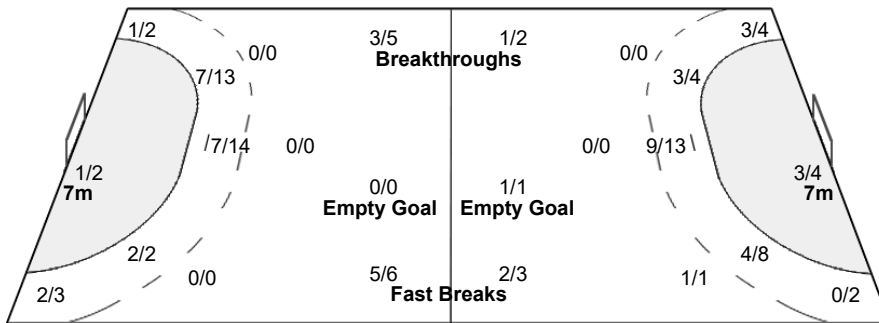 1/2 3/5 1/2 3/4
0/0 0/0
Breakthroughs
7/13 3/4
7/14 0/0 0/0 9/13
1/2 3/4
7m 0/0 1/1 7m
Empty Goal Empty Goal
2/2 4/8
0/0 5/6 2/3 1/1
2/3 Fast Breaks 0/2